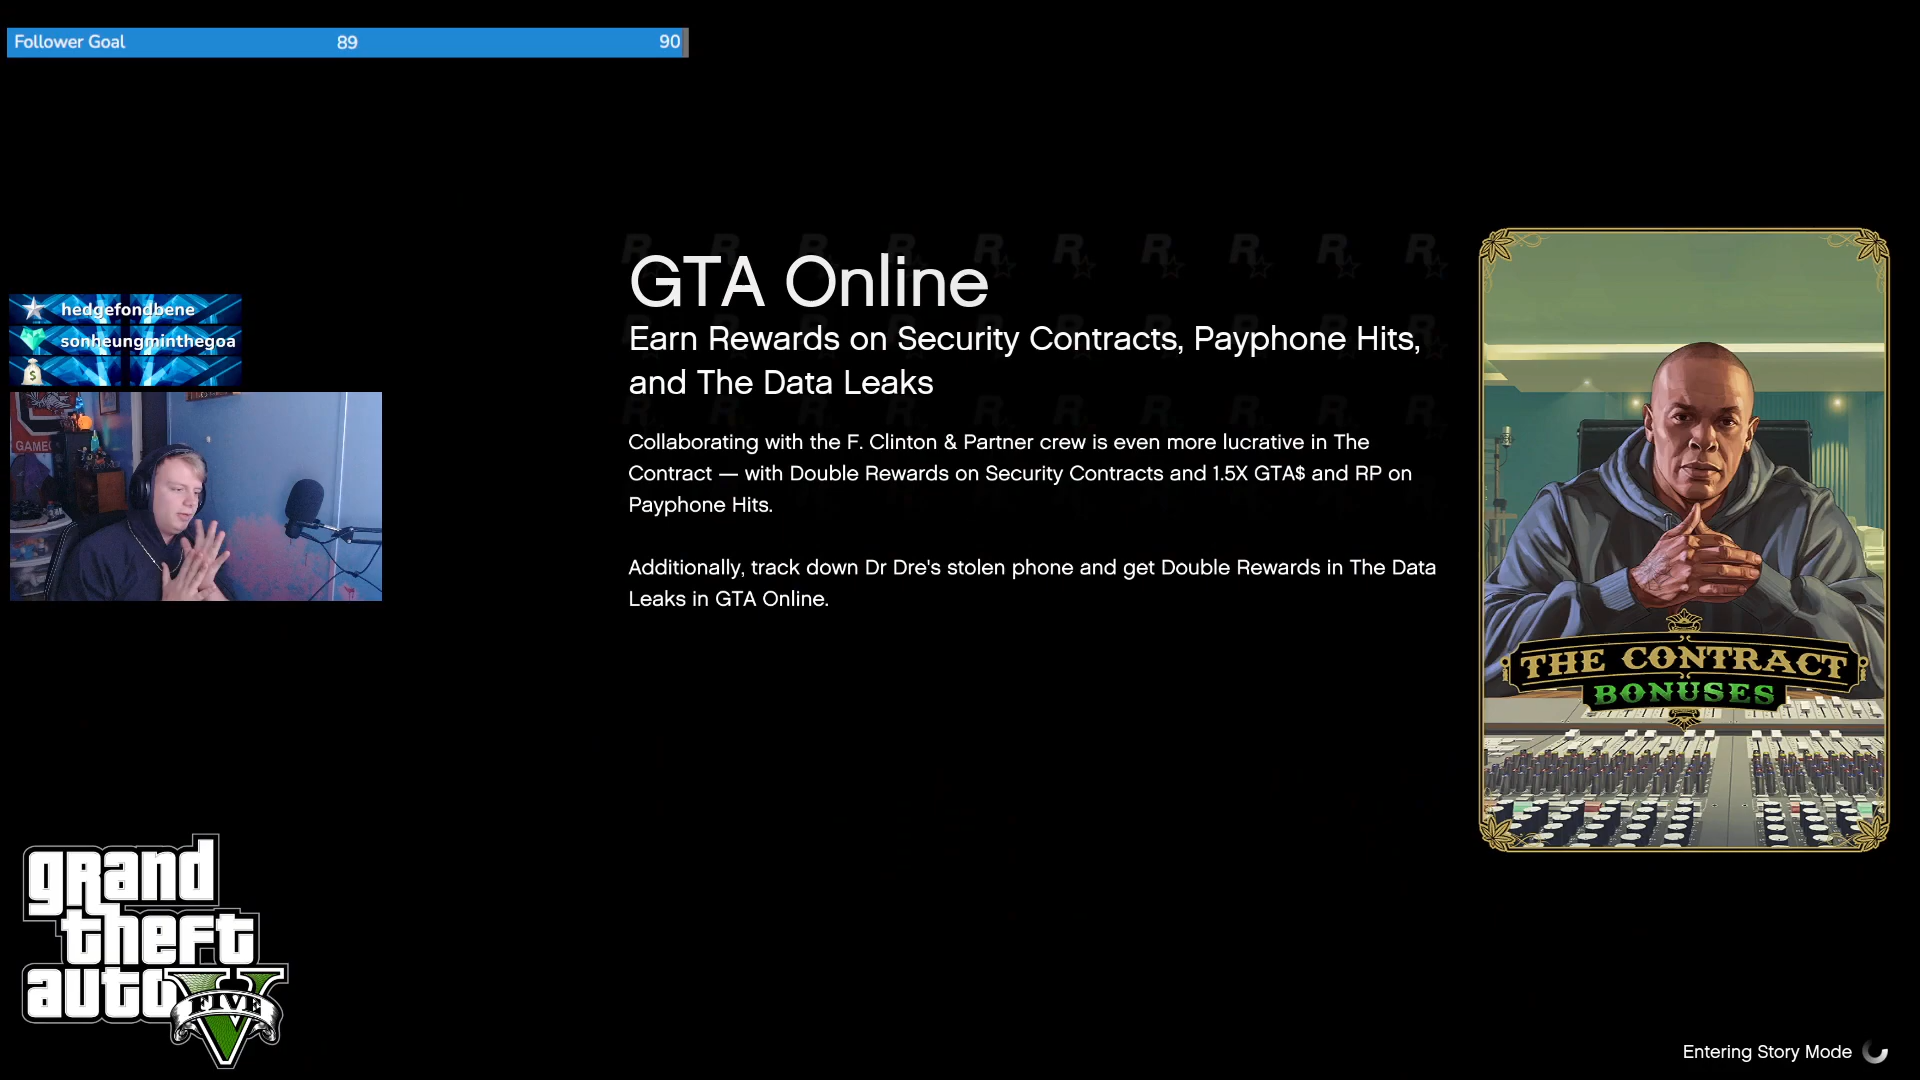 Follower Goal 89 90
GTA Online
Earn Rewards on Security Contracts, Payphone Hits,
and The Data Leaks
Collaborating with the F. Clinton & Partner crew is even more lucrative in The
Contract — with Double Rewards on Security Contracts and 1.5X GTA$ and RP on
Payphone Hits.
Additionally, track down Dr Dre's stolen phone and get Double Rewards in The Data
Leaks in GTA Online.
hedgefondbene
sonheungminthegoa
GAMEC
THE CONTRACT
BONUSES
grand
theft
auto V
FIVE
Entering Story Mode